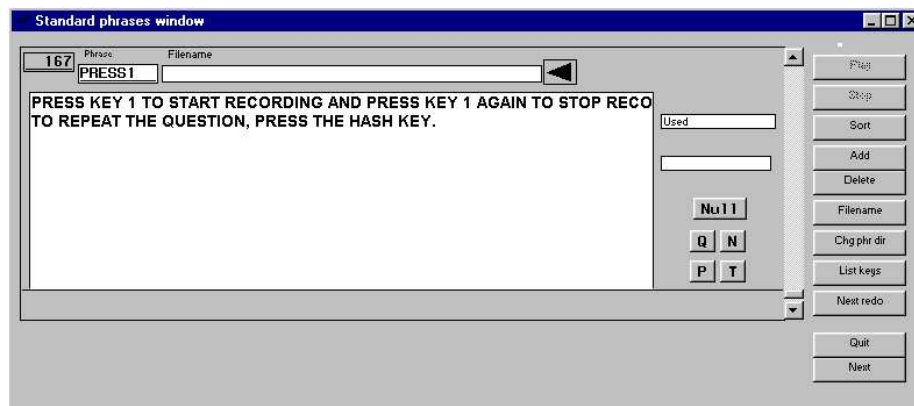 Standard phrases window
167
Phrase
Filename
PRESS1
PRESS KEY 1 TO START RECORDING AND PRESS KEY 1 AGAIN TO STOP RECO
TO REPEAT THE QUESTION, PRESS THE HASH KEY.
Used
Null
Q N
P T
Play
Stop
Sort
Add
Delete
Filename
Chg phr dir
List keys
Next redo
Quit
Next